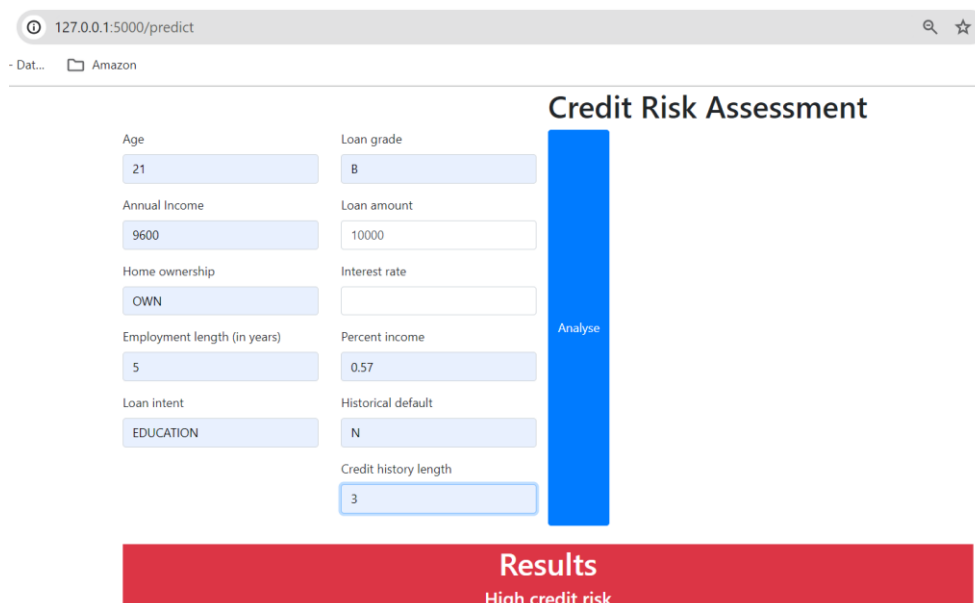 127.0.0.1:5000/predict
- Dat... Amazon
Credit Risk Assessment
Age
21
Annual Income
9600
Home ownership
OWN
Employment length (in years)
5
Loan intent
EDUCATION
Loan grade
B
Loan amount
10000
Interest rate
Percent income
0.57
Historical default
N
Credit history length
3
Analyse
Results
High credit risk